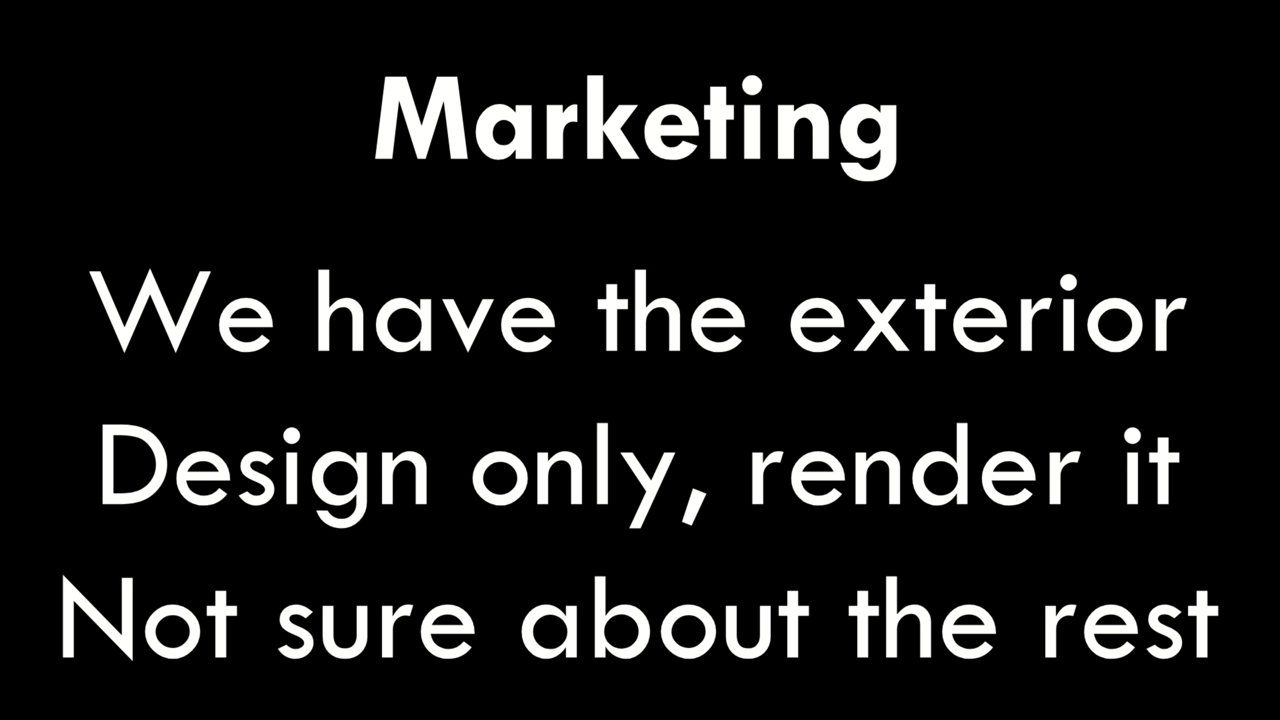 Marketing
We have the exterior
Design only, render it
Not sure about the rest